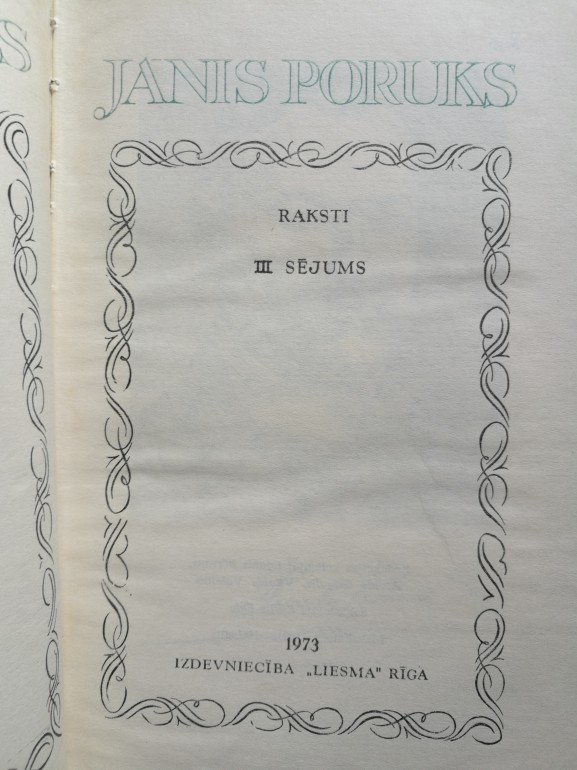 S
JANIS PORUKS
RAKSTI
III SĒJUMS
1973
IZDEVNIECĪBA „LIESMA" RĪGA